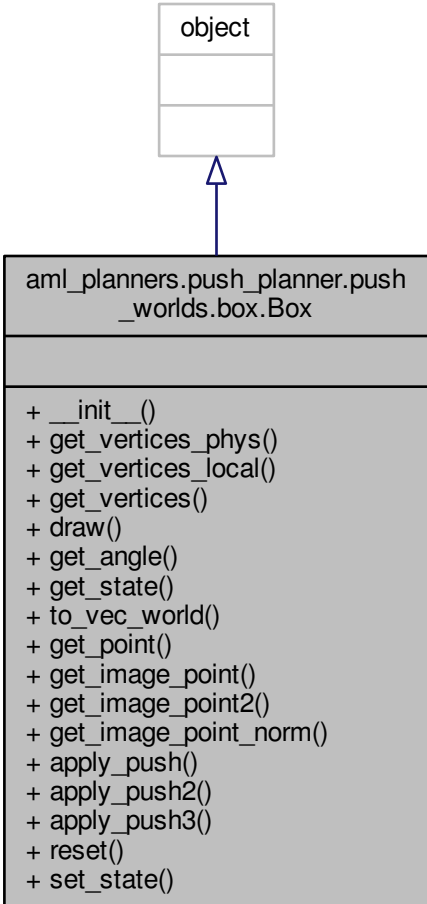 object
aml_planners.push_planner.push
_worlds.box.Box
+ __init__()
+ get_vertices_phys()
+ get_vertices_local()
+ get_vertices()
+ draw()
+ get_angle()
+ get_state()
+ to_vec_world()
+ get_point()
+ get_image_point()
+ get_image_point2()
+ get_image_point_norm()
+ apply_push()
+ apply_push2()
+ apply_push3()
+ reset()
+ set_state()